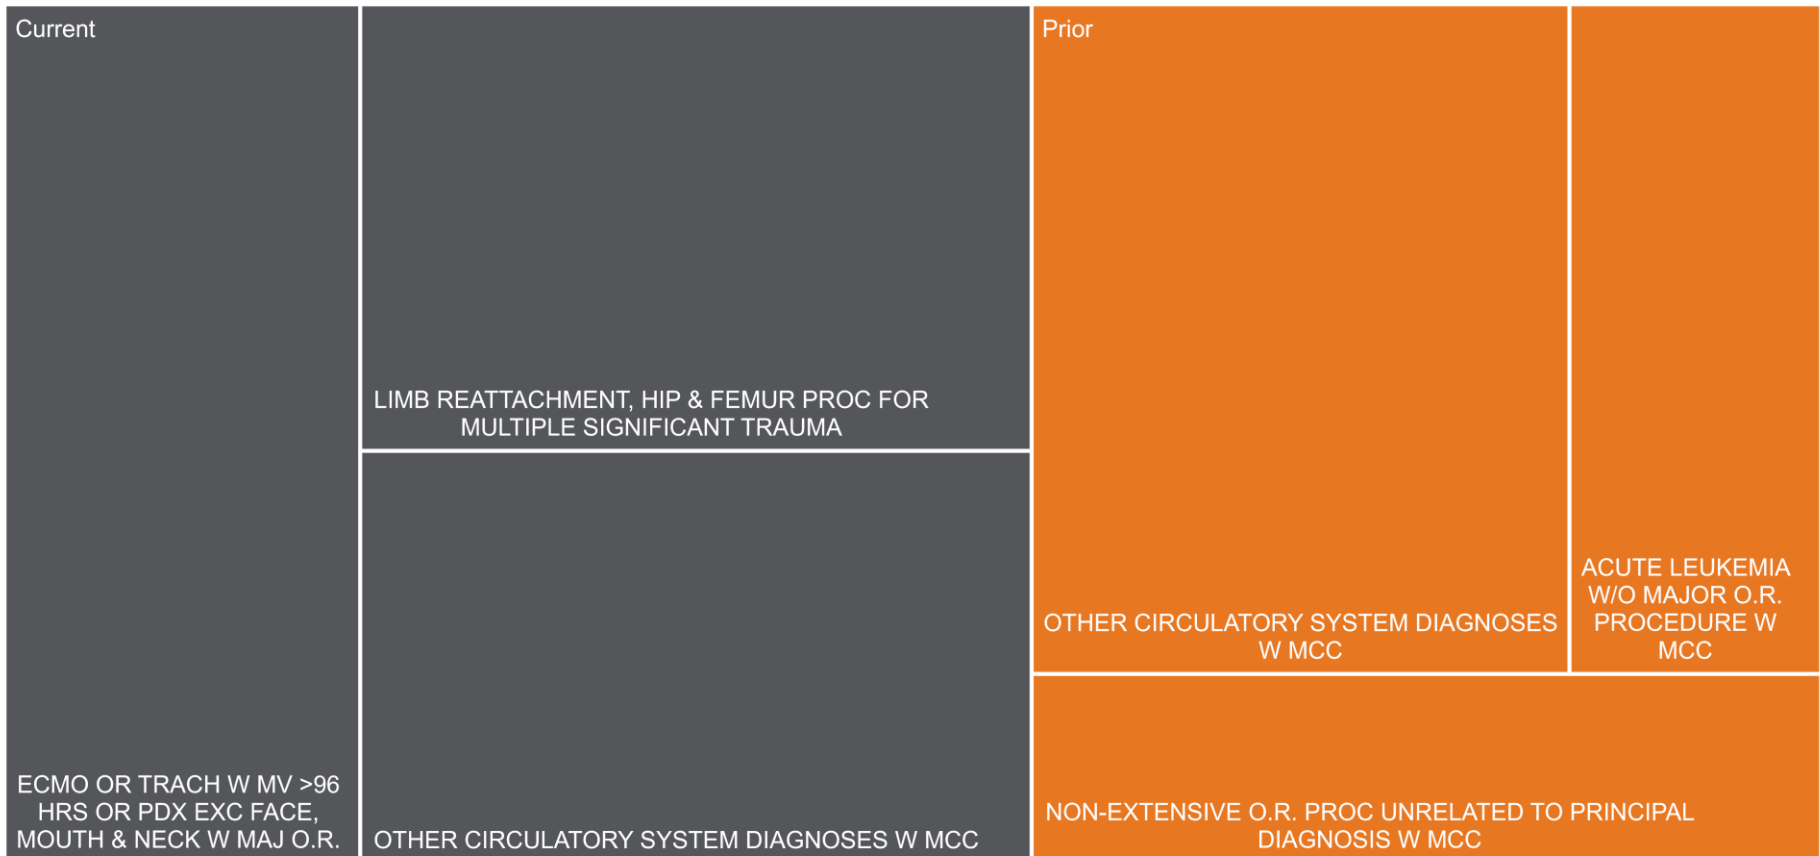 Current
ECMO OR TRACH W MV >96
HRS OR PDX EXC FACE,
MOUTH & NECK W MAJ O.R.
LIMB REATTACHMENT, HIP & FEMUR PROC FOR
MULTIPLE SIGNIFICANT TRAUMA
OTHER CIRCULATORY SYSTEM DIAGNOSES W MCC
Prior
OTHER CIRCULATORY SYSTEM DIAGNOSES
W MCC
ACUTE LEUKEMIA
W/O MAJOR O.R.
PROCEDURE W
MCC
NON-EXTENSIVE O.R. PROC UNRELATED TO PRINCIPAL
DIAGNOSIS W MCC